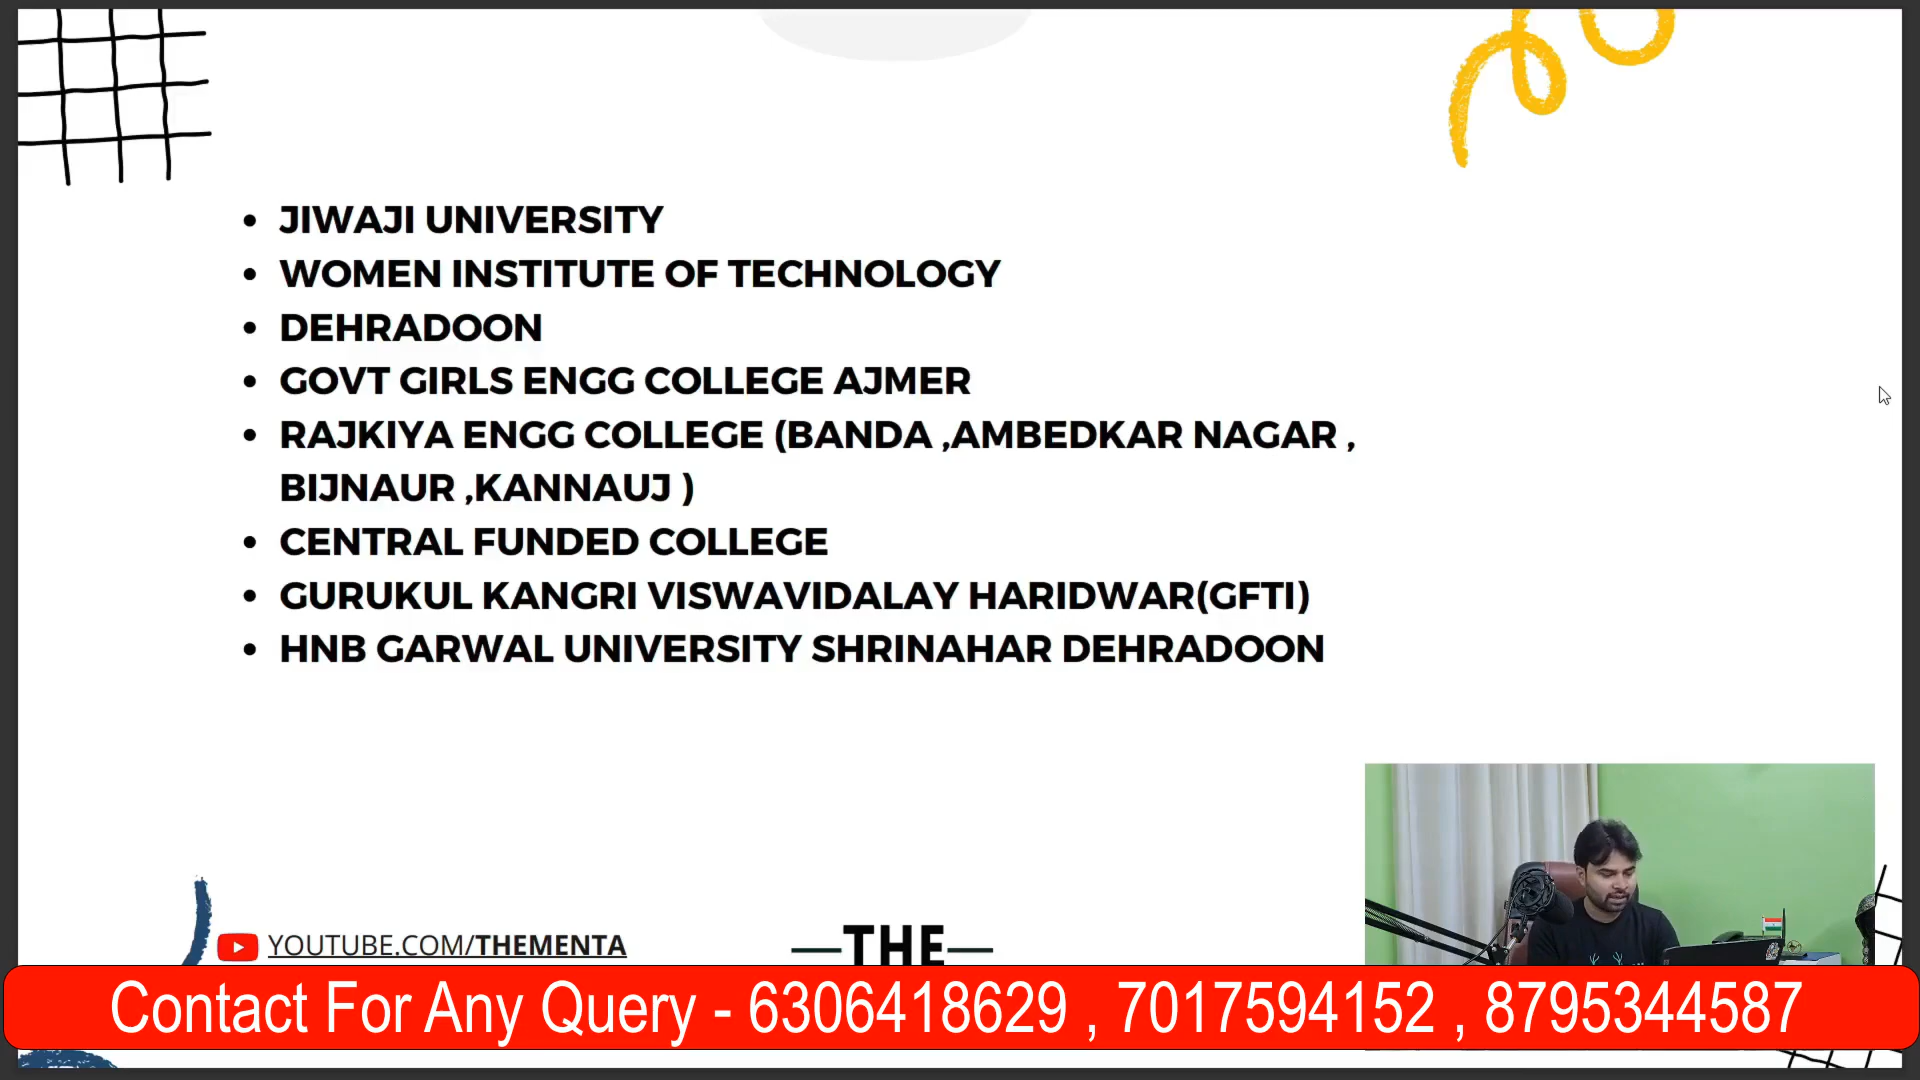 • JIWAJI UNIVERSITY
• WOMEN INSTITUTE OF TECHNOLOGY
• DEHRADOON
• GOVT GIRLS ENGG COLLEGE AJMER
• RAJKIYA ENGG COLLEGE (BANDA ,AMBEDKAR NAGAR ,
BIJNAUR ,KANNAUJ )
• CENTRAL FUNDED COLLEGE
• GURUKUL KANGRI VISWAVIDALAY HARIDWAR(GFTI)
• HNB GARWAL UNIVERSITY SHRINAHAR DEHRADOON
YOUTUBE.COM/THEMENTA
THE
Contact For Any Query - 6306418629 , 7017594152 , 8795344587